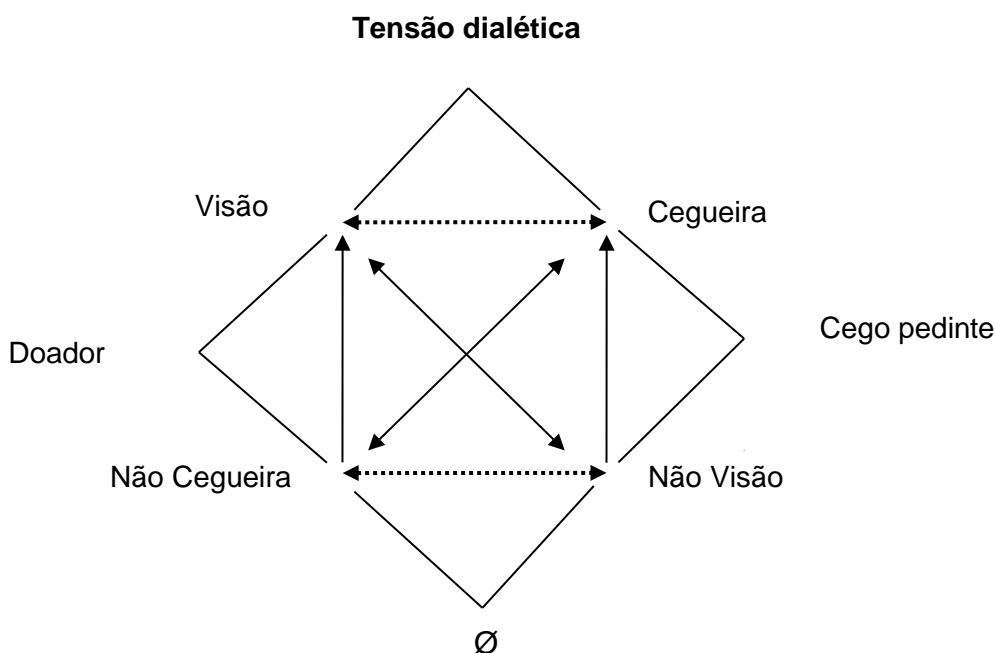 Tensão dialética
Visão
Cegueira
Doador
Cego pedinte
Não Cegueira
Não Visão
Ø